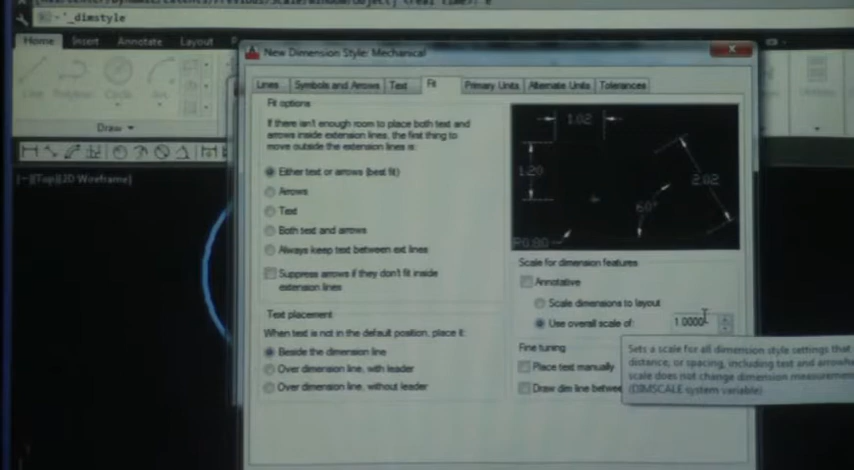 '_dimstyle
Home Insert Annotate Layout
New Dimension Style: Mechanical
Lines Symbols and Arrows Text Fit Primary Units Alternate Units Tolerances
Line Polyline Circle Arc
Draw
[−][Top][2D Wireframe]
Fit options
If there isn't enough room to place both text and
arrows inside extension lines, the first thing to
move outside the extension lines is:
Either text or arrows (best fit)
Arrows
Text
Both text and arrows
Always keep text between ext lines
Suppress arrows if they don't fit inside
extension lines
Text placement
When text is not in the default position, place it:
Beside the dimension line
Over dimension line, with leader
Over dimension line, without leader
1.02
1.20
2.02
60°
R0.80
Scale for dimension features
Annotative
Scale dimensions to layout
Use overall scale of: 1.0000
Fine tuning
Place text manually
Draw dim line betwee
Sets a scale for all dimension style settings that
distance, or spacing, including text and arrowhe
scale does not change dimension measurement
(DIMSCALE system variable)